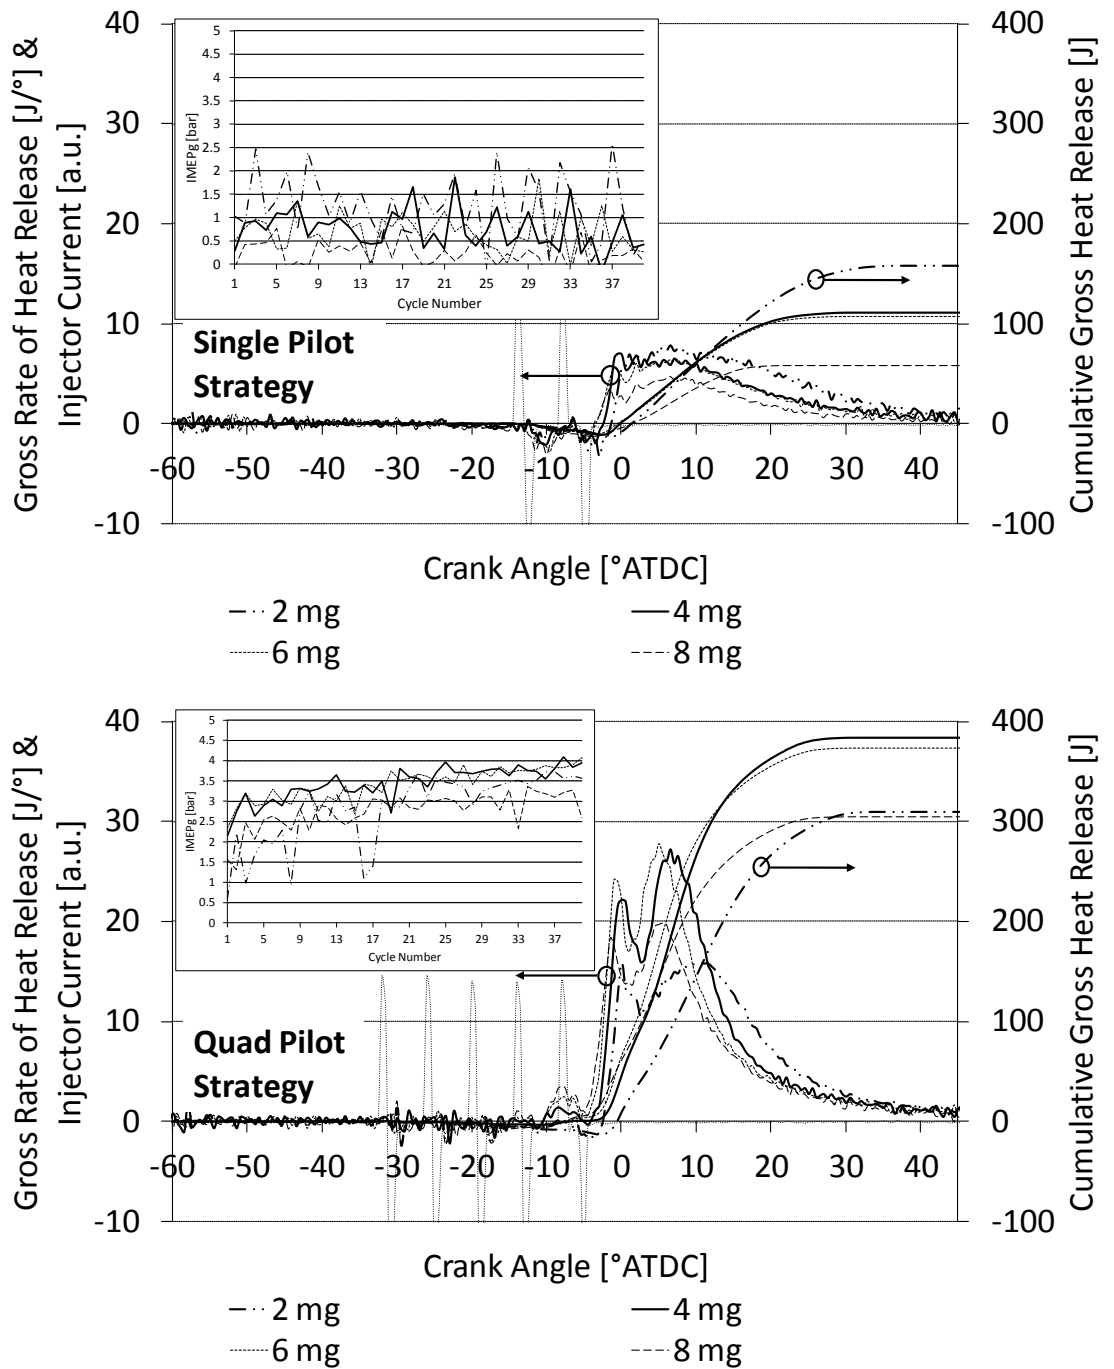 Gross Rate of Heat Release [J/°] &
Injector Current [a.u.]
40
30
20
10
0
-10
400
300
200
100
0
-100
Cumulative Gross Heat Release [J]
IMEPg [bar]
5
4.5
4
3.5
3
2.5
2
1.5
1
0.5
0
1 5 9 13 17 21 25 29 33 37
Cycle Number
Single Pilot
Strategy
-60 -50 -40 -30 -20 -10 0 10 20 30 40
Crank Angle [°ATDC]
2 mg 4 mg
6 mg 8 mg
Gross Rate of Heat Release [J/°] &
Injector Current [a.u.]
40
30
20
10
0
-10
400
300
200
100
0
-100
Cumulative Gross Heat Release [J]
IMEPg [bar]
5
4.5
4
3.5
3
2.5
2
1.5
1
0.5
0
1 5 9 13 17 21 25 29 33 37
Cycle Number
Quad Pilot
Strategy
-60 -50 -40 -30 -20 -10 0 10 20 30 40
Crank Angle [°ATDC]
2 mg 4 mg
6 mg 8 mg